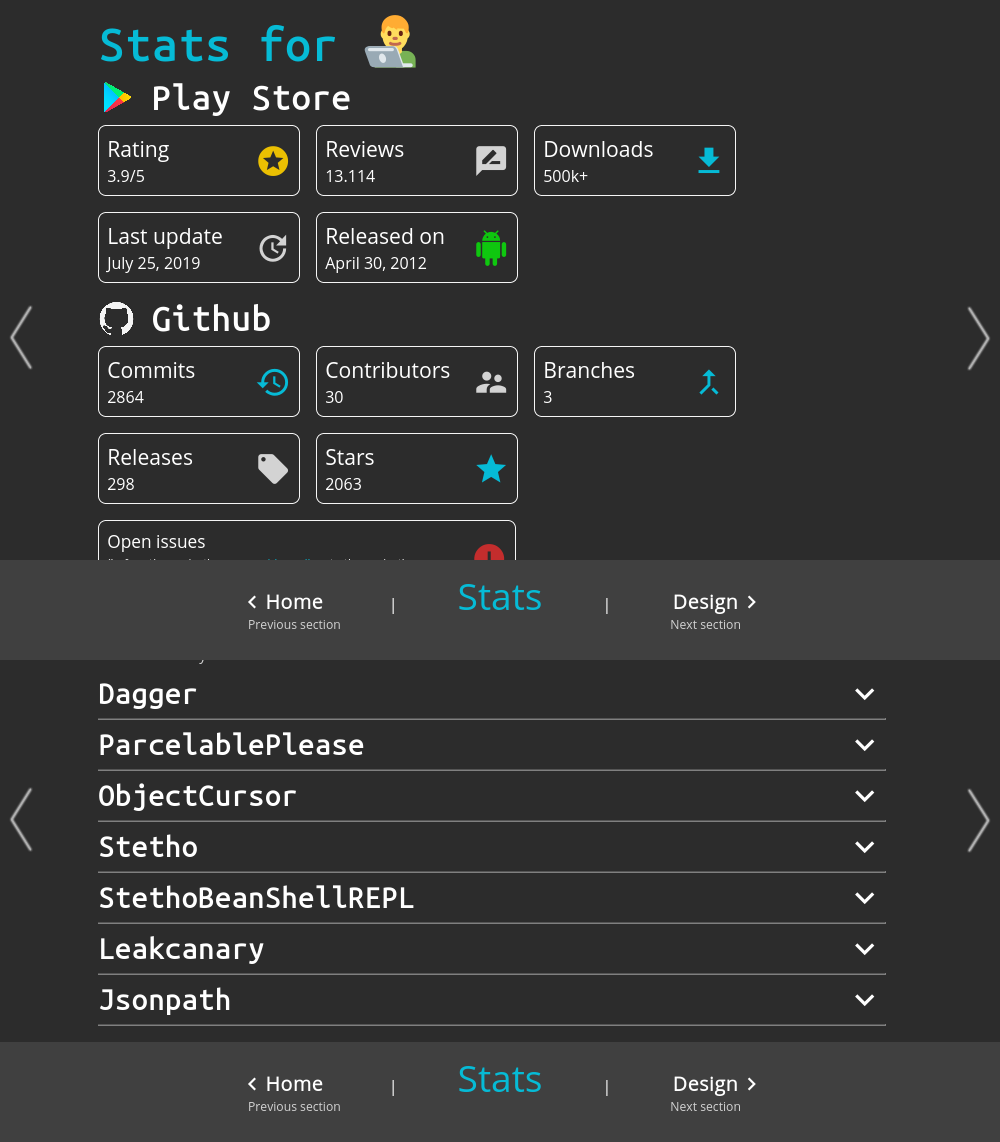 Stats for
Play Store
Rating
3.9/5
Reviews
13.114
Downloads
500k+
Last update
July 25, 2019
Released on
April 30, 2012
Github
Commits
2864
Contributors
30
Branches
3
Releases
298
Stars
2063
Open issues
Home
Previous section
|
Stats
|
Design
Next section
Dagger
ParcelablePlease
ObjectCursor
Stetho
StethoBeanShellREPL
Leakcanary
Jsonpath
Home
Previous section
|
Stats
|
Design
Next section